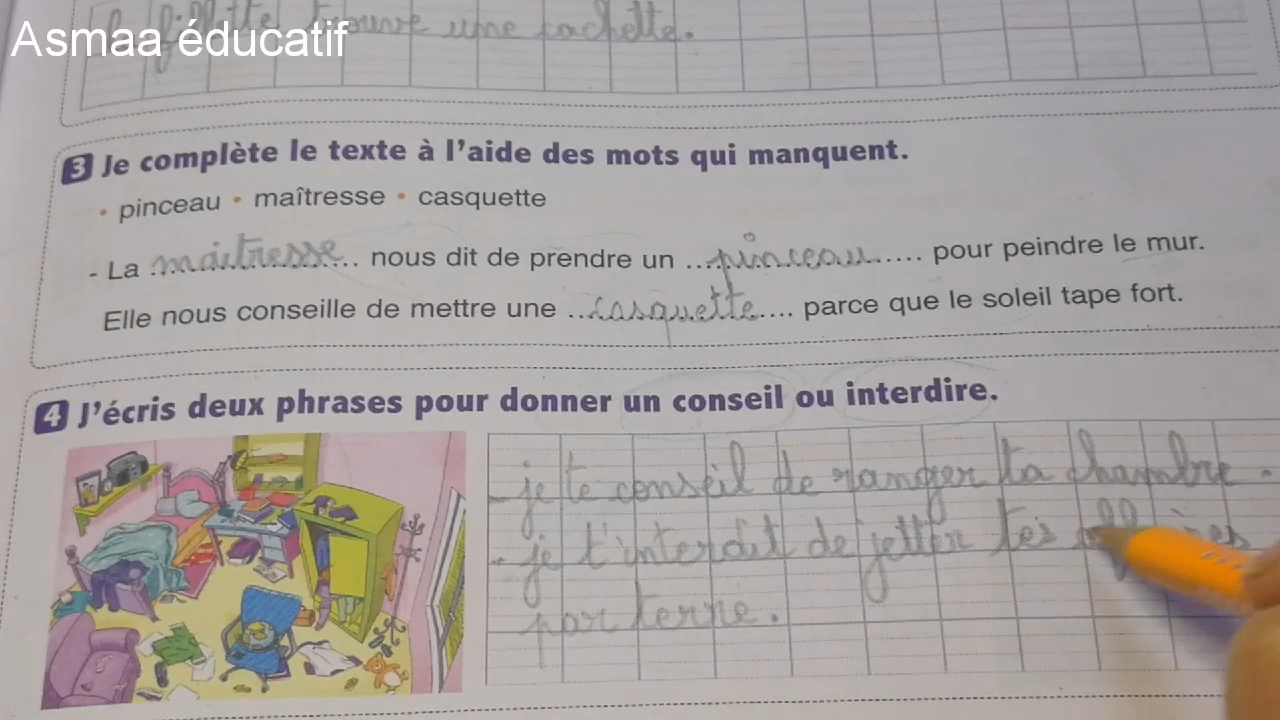 Asmaa éducatif
trouve une cachette.
3 Je complète le texte à l'aide des mots qui manquent.
• pinceau • maîtresse • casquette
- La maîtresse nous dit de prendre un pinceau pour peindre le mur.
Elle nous conseille de mettre une casquette parce que le soleil tape fort.
4 J'écris deux phrases pour donner un conseil ou interdire.
- je te conseil de ranger ta chambre.
- je t'interdit de jetter tes
par terre.